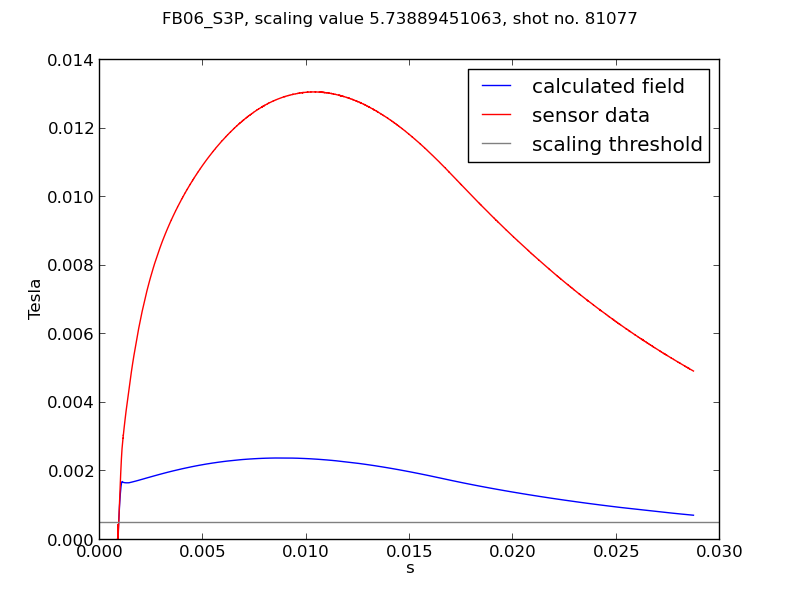 FB06_S3P, scaling value 5.73889451063, shot no. 81077
calculated field
sensor data
scaling threshold
Tesla
0.014
0.012
0.010
0.008
0.006
0.004
0.002
0.000
0.000 0.005 0.010 0.015 0.020 0.025 0.030
s